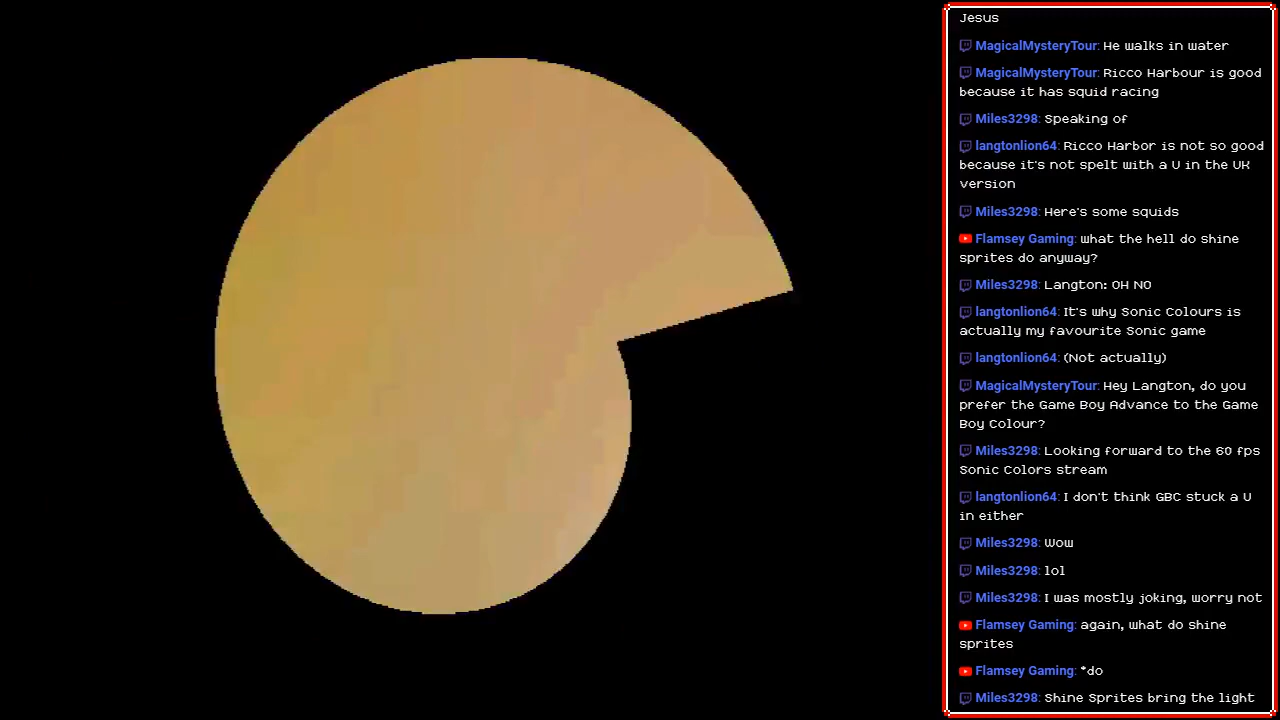 Jesus
MagicalMysteryTour: He walks in water
MagicalMysteryTour: Ricco Harbour is good
because it has squid racing
Miles3298: Speaking of
langtonlion64: Ricco Harbor is not so good
because it's not spelt with a U in the UK
version
Miles3298: Here's some squids
Flamsey Gaming: what the hell do shine
sprites do anyway?
Miles3298: Langton: OH NO
langtonlion64: It's why Sonic Colours is
actually my favourite Sonic game
langtonlion64: (Not actually)
MagicalMysteryTour: Hey Langton, do you
prefer the Game Boy Advance to the Game
Boy Colour?
Miles3298: Looking forward to the 60 fps
Sonic Colors stream
langtonlion64: I don't think GBC stuck a U
in either
Miles3298: Wow
Miles3298: lol
Miles3298: I was mostly joking, worry not
Flamsey Gaming: again, what do shine
sprites
Flamsey Gaming: *do
Miles3298: Shine Sprites bring the light